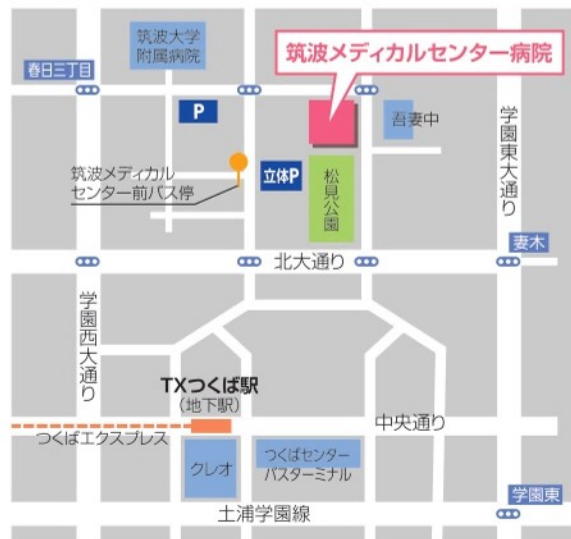 筑波大学
附属病院
筑波メディカルセンター病院
春日三丁目
P
吾妻中
学園東大通り
筑波メディカル
センター前バス停
立体P
松見公園
妻木
北大通り
学園西大通り
TXつくば駅
(地下駅)
中央通り
つくばエクスプレス
クレオ
つくばセンター
バスターミナル
学園東
土浦学園線